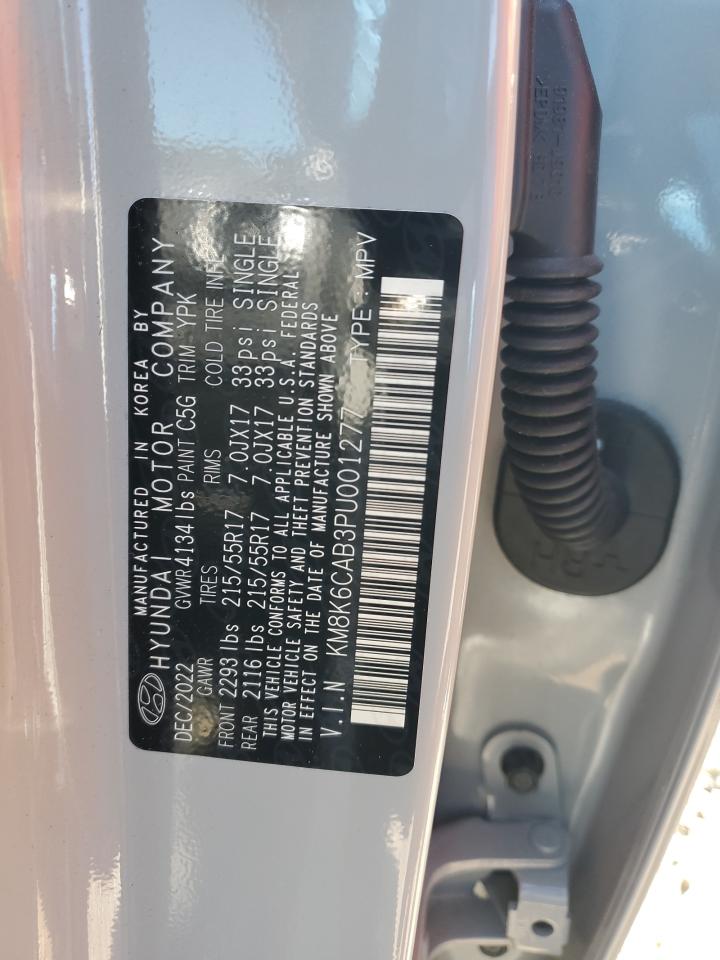 MANUFACTURED IN KOREA BY
HYUNDAI MOTOR COMPANY
DEC/2022 GVWR 4134 lbs PAINT C5G TRIM YPK
GAWR TIRES RIMS COLD TIRE INFL
FRONT 2293 lbs 215/55R17 7.0JX17 33psi SINGLE
REAR 2116 lbs 215/55R17 7.0JX17 33psi SINGLE
THIS VEHICLE CONFORMS TO ALL APPLICABLE U.S.A. FEDERAL
MOTOR VEHICLE SAFETY AND THEFT PREVENTION STANDARDS
IN EFFECT ON THE DATE OF MANUFACTURE SHOWN ABOVE
V.I.N KM8K6CAB3PU001277 TYPE : MPV